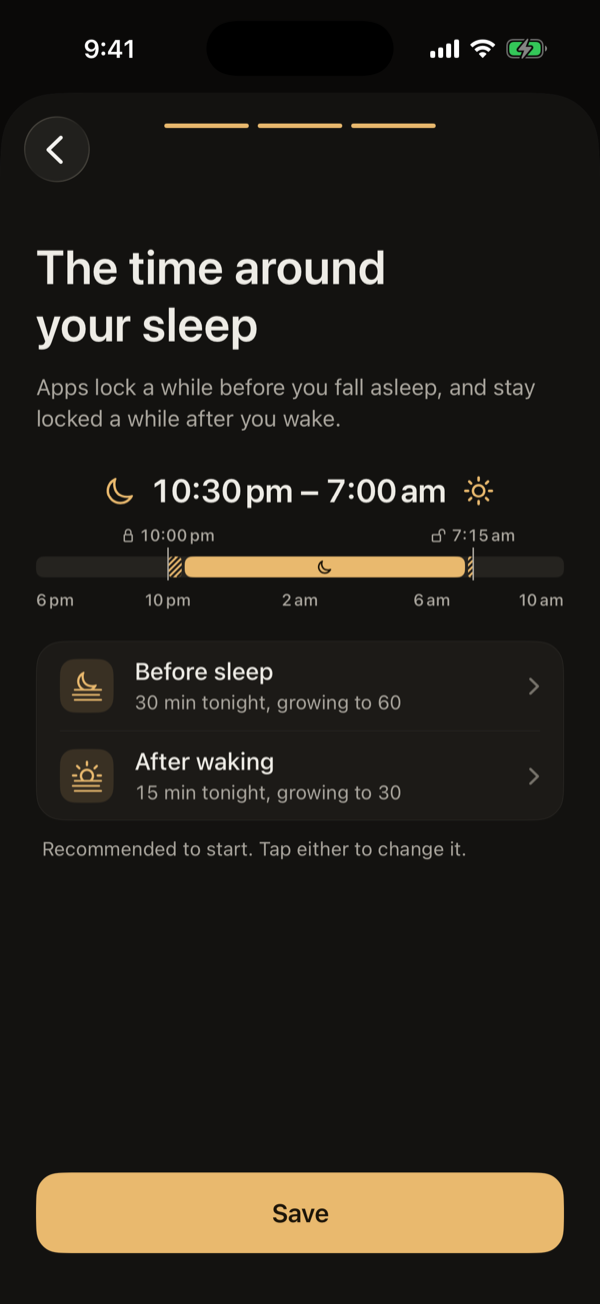 9:41
The time around
your sleep
Apps lock a while before you fall asleep, and stay
locked a while after you wake.
10:30 pm – 7:00 am
10:00 pm 7:15 am
6 pm 10 pm 2 am 6 am 10 am
Before sleep
30 min tonight, growing to 60
After waking
15 min tonight, growing to 30
Recommended to start. Tap either to change it.
Save